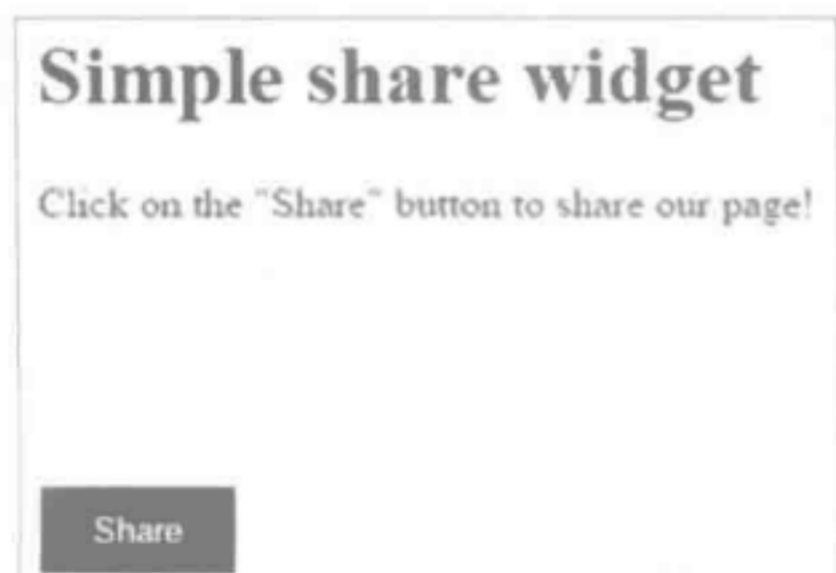 Simple share widget
Click on the "Share" button to share our page!
Share